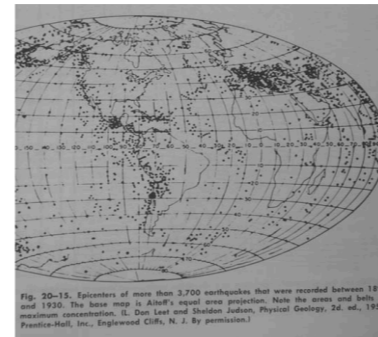 Fig. 20—15. Epicenters of more than 3,700 earthquakes that were recorded between 18
and 1930. The base map is Aitoff's equal area projection. Note the areas and belts
maximum concentration. (L. Don Leet and Sheldon Judson, Physical Geology, 2d. ed., 195
Prentice-Hall, Inc., Englewood Cliffs, N. J. By permission.)